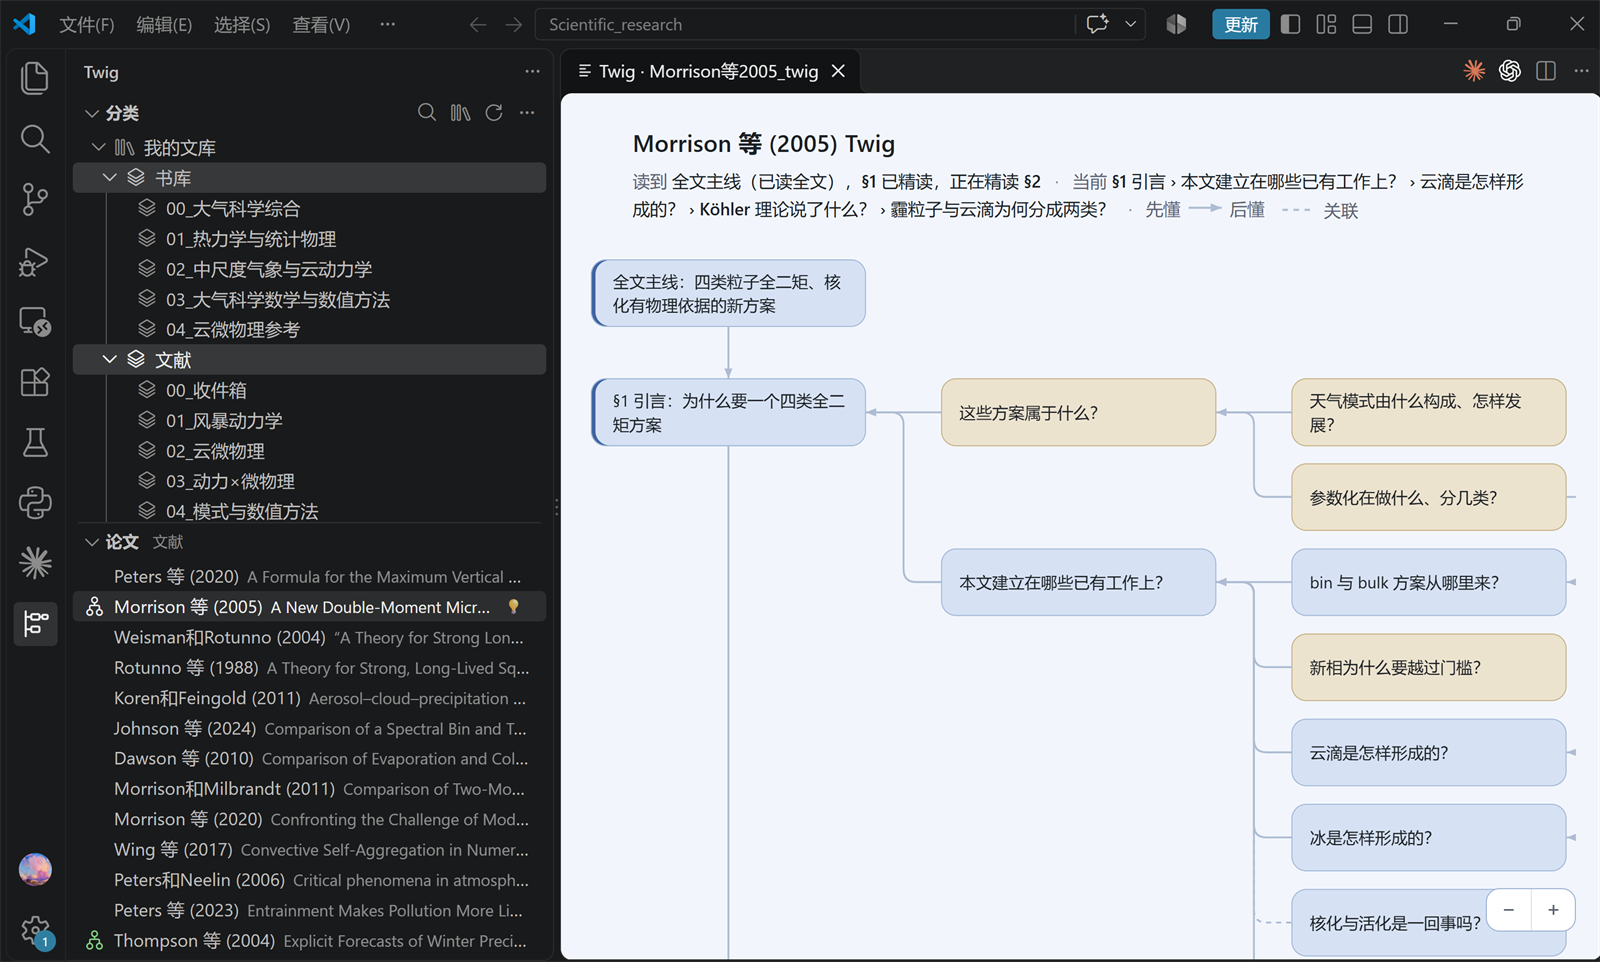 文件(F) 编辑(E) 选择(S) 查看(V) ··· Scientific_research 更新
Twig ···
分类 ···
我的文库
书库
00_大气科学综合
01_热力学与统计物理
02_中尺度气象与云动力学
03_大气科学数学与数值方法
04_云微物理参考
文献
00_收件箱
01_风暴动力学
02_云微物理
03_动力×微物理
04_模式与数值方法
论文 文献
Peters 等 (2020) A Formula for the Maximum Vertical ...
Morrison 等 (2005) A New Double-Moment Micr...
Weisman和Rotunno (2004) “A Theory for Strong Lon...
Rotunno 等 (1988) A Theory for Strong, Long-Lived Sq...
Koren和Feingold (2011) Aerosol–cloud–precipitation ...
Johnson 等 (2024) Comparison of a Spectral Bin and T...
Dawson 等 (2010) Comparison of Evaporation and Col...
Morrison和Milbrandt (2011) Comparison of Two-Mo...
Morrison 等 (2020) Confronting the Challenge of Mod...
Wing 等 (2017) Convective Self-Aggregation in Numer...
Peters和Neelin (2006) Critical phenomena in atmosph...
Peters 等 (2023) Entrainment Makes Pollution More Li...
Thompson 等 (2004) Explicit Forecasts of Winter Preci...
1
Twig · Morrison等2005_twig
Morrison 等 (2005) Twig
读到 全文主线（已读全文），§1 已精读，正在精读 §2 · 当前 §1 引言 › 本文建立在哪些已有工作上？ › 云滴是怎样形
成的？ › Köhler 理论说了什么？ › 霾粒子与云滴为何分成两类？ · 先懂 后懂 关联
全文主线：四类粒子全二矩、核
化有物理依据的新方案
§1 引言：为什么要一个四类全二
矩方案
这些方案属于什么？
天气模式由什么构成、怎样发
展？
参数化在做什么、分几类？
本文建立在哪些已有工作上？
bin 与 bulk 方案从哪里来？
新相为什么要越过门槛？
云滴是怎样形成的？
冰是怎样形成的？
核化与活化是一回事吗？
− +